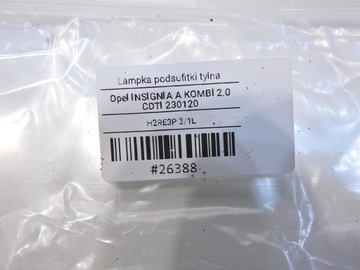 Lampka podsufitki tylna
Opel INSIGNIA A KOMBI 2.0
CDTI 230120
H2RE3P 3/1L
#26388